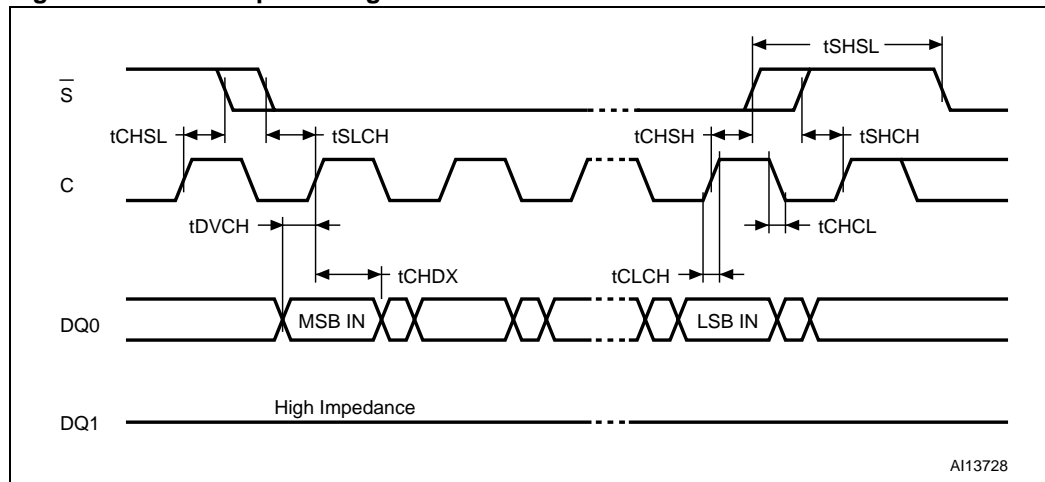 tSHSL
S
tCHSL
tSLCH
tCHSH
tSHCH
C
tDVCH
tCHCL
tCHDX
tCLCH
DQ0
MSB IN
LSB IN
High Impedance
DQ1
AI13728